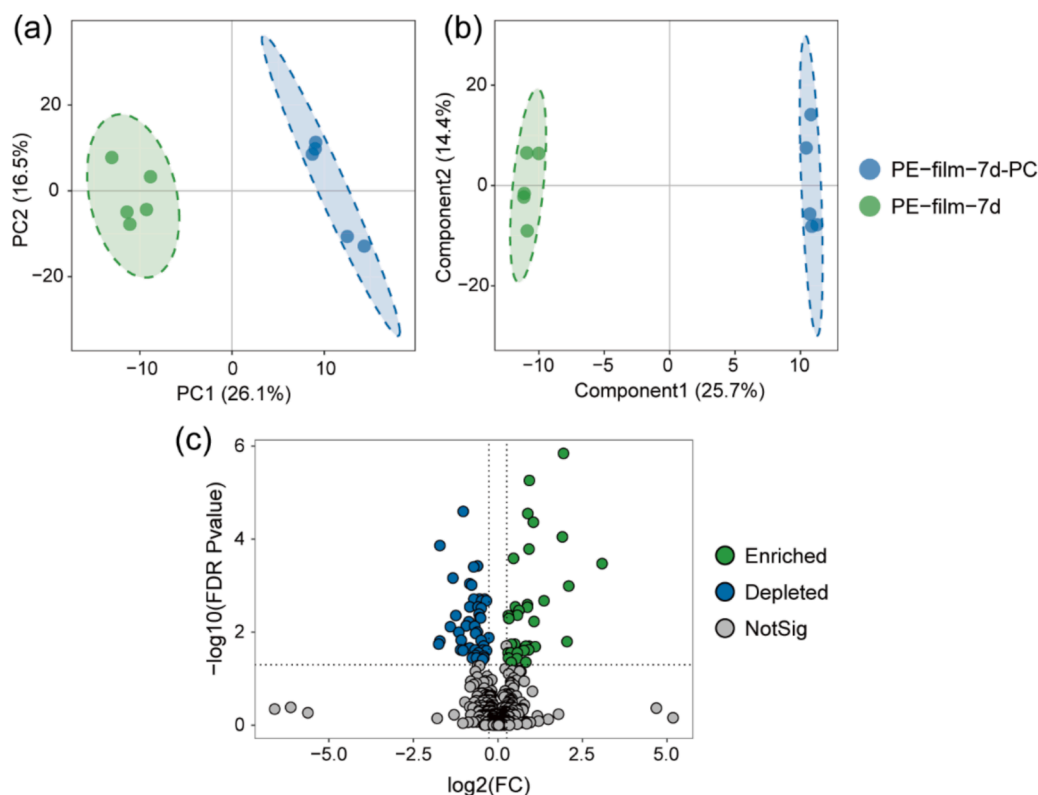 (a)
PC2 (16.5%)
20
0
−20
−10
0
10
PC1 (26.1%)
(b)
Component2 (14.4%)
20
0
−20
−10
−5
0
5
10
Component1 (25.7%)
PE−film−7d-PC
PE−film−7d
(c)
−log10(FDR Pvalue)
6
4
2
0
−5.0
−2.5
0.0
2.5
5.0
log2(FC)
Enriched
Depleted
NotSig